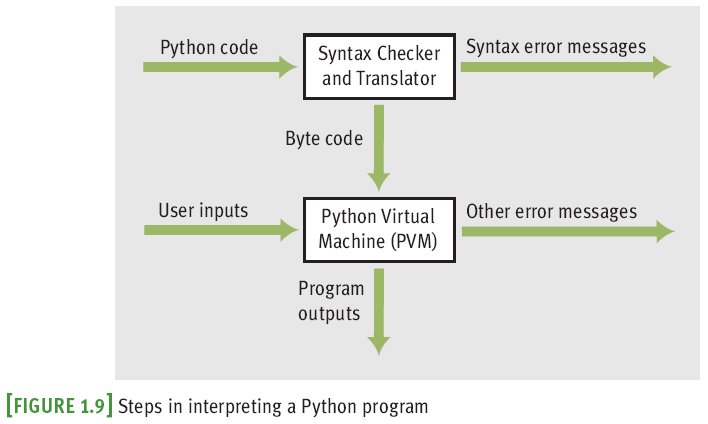 Python code
Syntax Checker
and Translator
Syntax error messages
Byte code
User inputs
Python Virtual
Machine (PVM)
Other error messages
Program
outputs
[FIGURE 1.9] Steps in interpreting a Python program